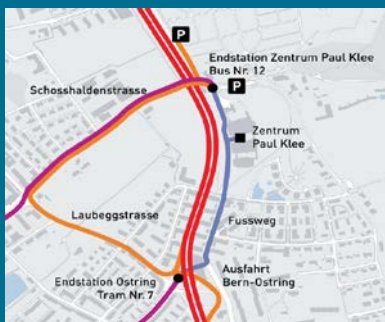 P
Endstation Zentrum Paul Klee
Bus Nr. 12
P
Schosshaldenstrasse
Zentrum
Paul Klee
Laubeggstrasse
Fussweg
Endstation Ostring
Tram Nr. 7
Ausfahrt
Bern-Ostring